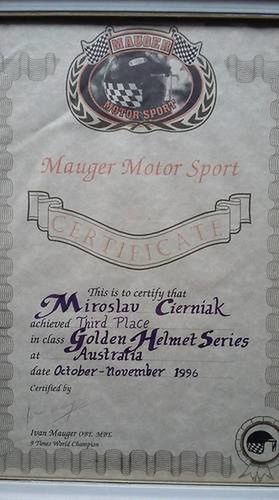 MAUGER
MOTOR SPORT
Mauger Motor Sport
CERTIFICATE
This is to certify that
Miroslav Cierniak
achieved Third Place
in class Golden Helmet Series
at Australia
date October-November 1996
Certified by
Ivan Mauger OBE. MBE.
9 Times World Champion